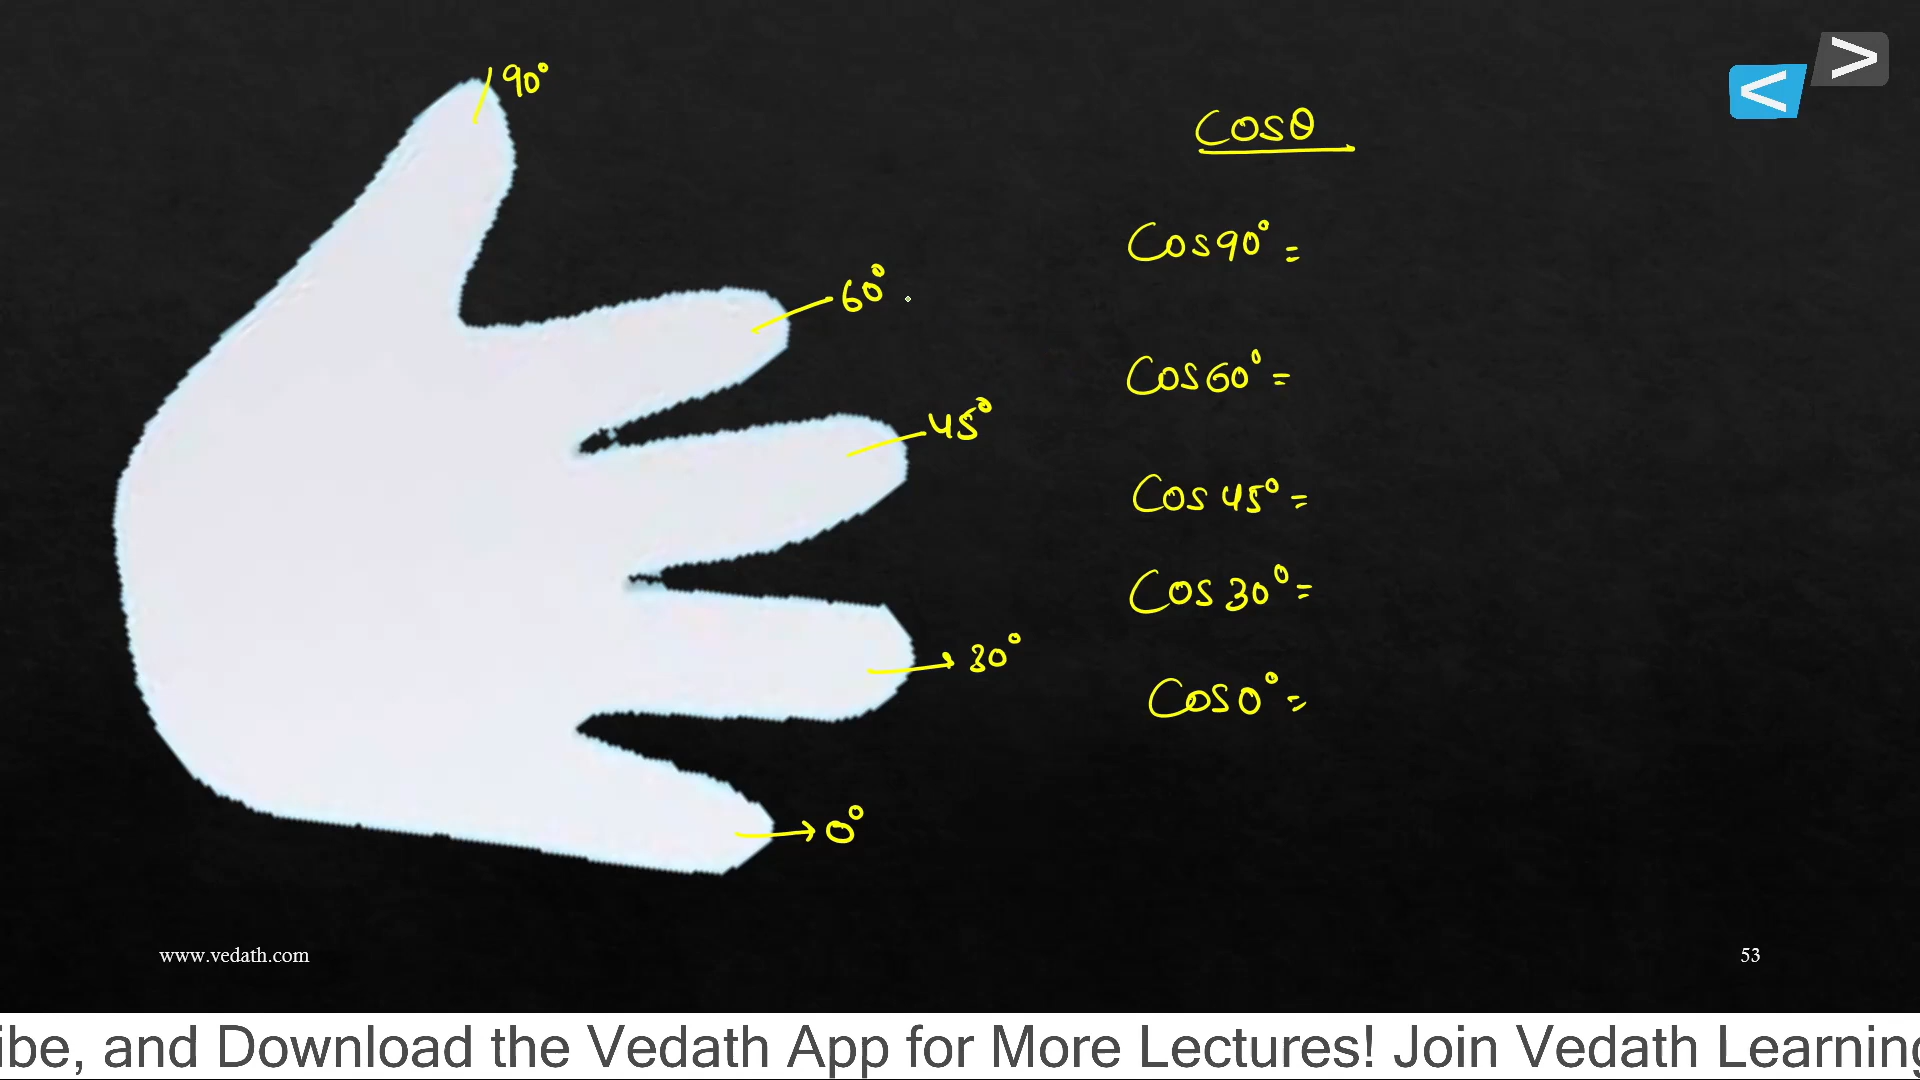 90°
60°
45°
30°
0°
Cosθ
Cos90° =
Cos60° =
Cos 45° =
Cos 30° =
Cos0° =
www.vedath.com
53
ibe, and Download the Vedath App for More Lectures! Join Vedath Learning